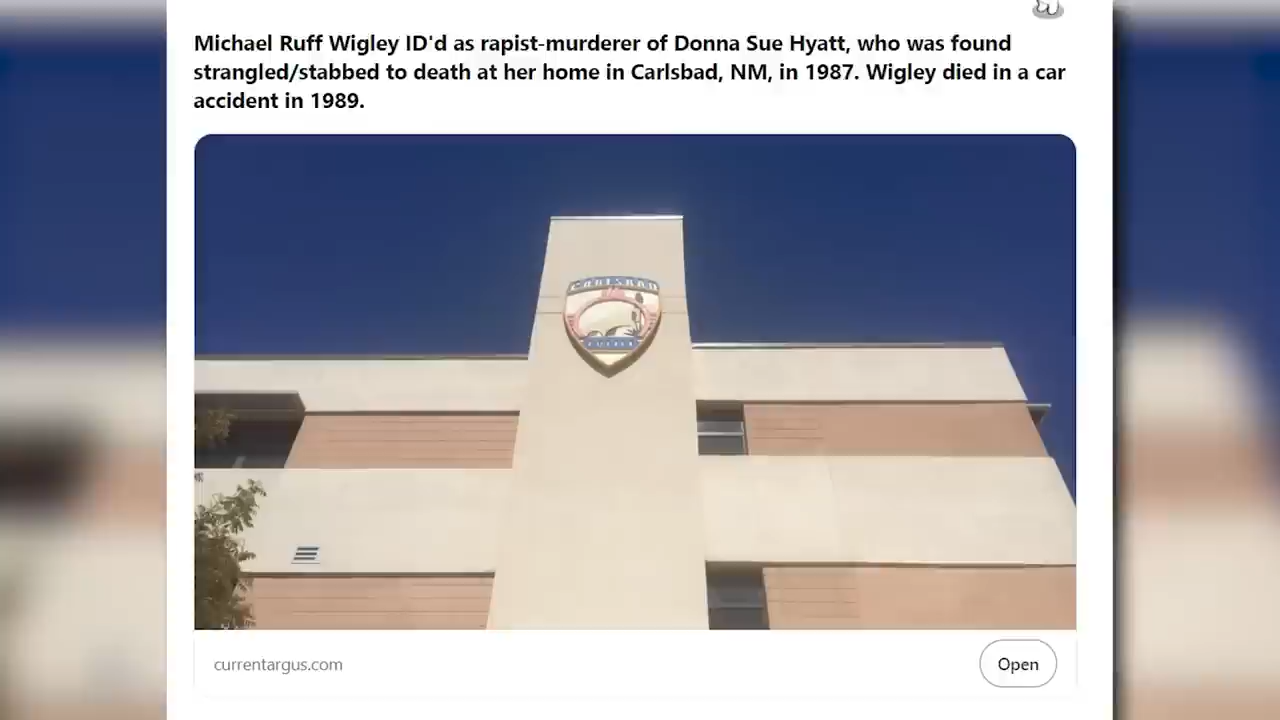 Michael Ruff Wigley ID'd as rapist-murderer of Donna Sue Hyatt, who was found
strangled/stabbed to death at her home in Carlsbad, NM, in 1987. Wigley died in a car
accident in 1989.
CARLSBAD
currentargus.com
Open